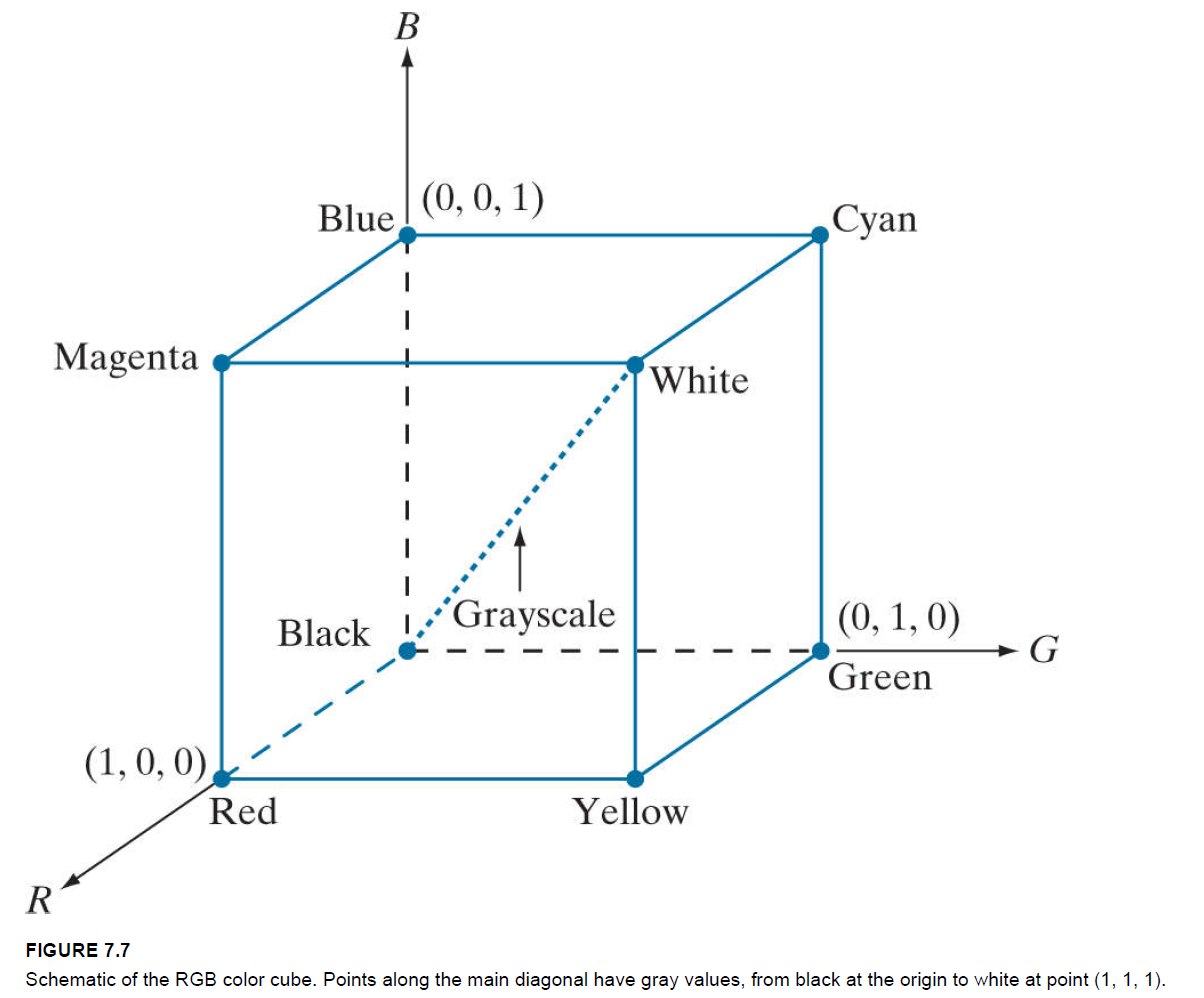 B
Blue
(0, 0, 1)
Cyan
Magenta
White
Grayscale
Black
(0, 1, 0)
G
Green
(1, 0, 0)
Red
Yellow
R
FIGURE 7.7
Schematic of the RGB color cube. Points along the main diagonal have gray values, from black at the origin to white at point (1, 1, 1).